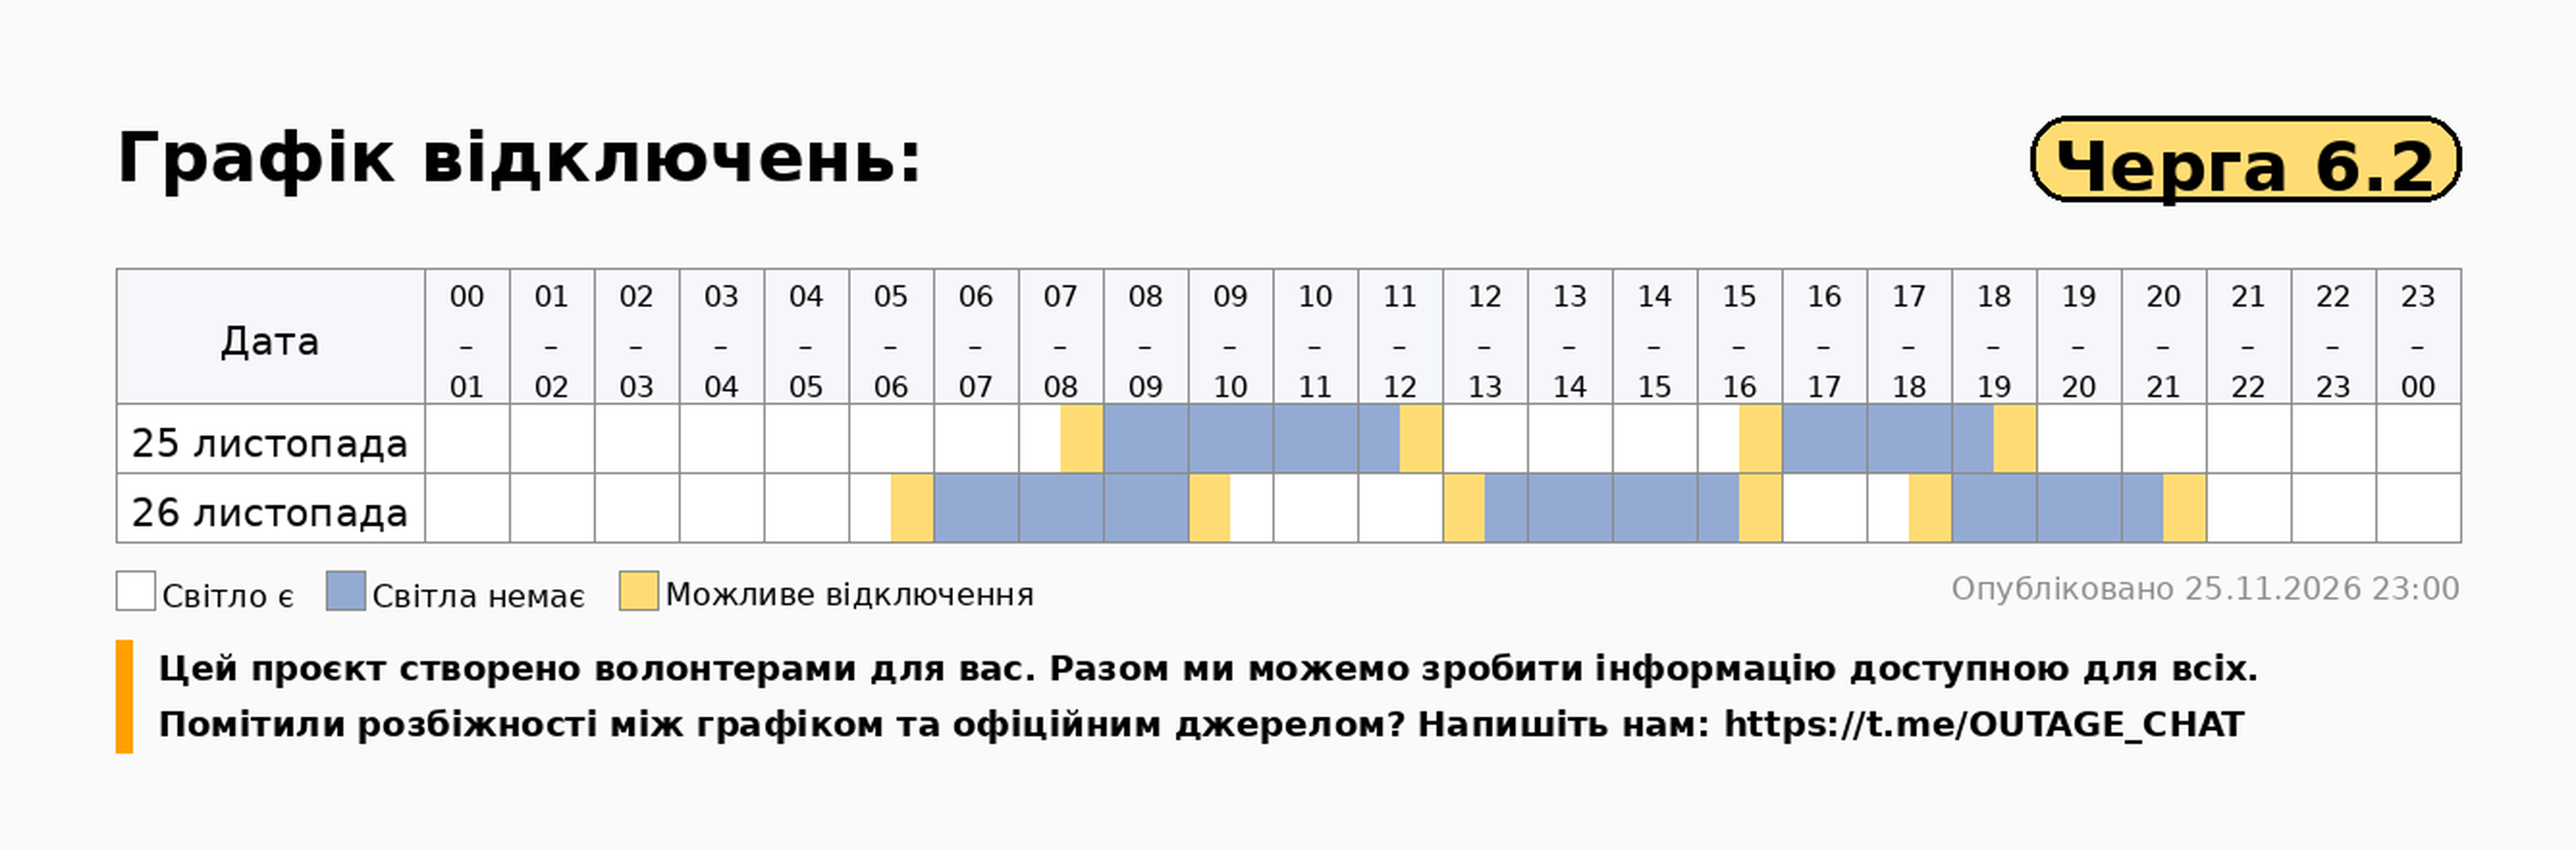 Графік відключень:
Черга 6.2
Дата
00 – 01
01 – 02
02 – 03
03 – 04
04 – 05
05 – 06
06 – 07
07 – 08
08 – 09
09 – 10
10 – 11
11 – 12
12 – 13
13 – 14
14 – 15
15 – 16
16 – 17
17 – 18
18 – 19
19 – 20
20 – 21
21 – 22
22 – 23
23 – 00
25 листопада
26 листопада
Світло є
Світла немає
Можливе відключення
Опубліковано 25.11.2026 23:00
Цей проєкт створено волонтерами для вас. Разом ми можемо зробити інформацію доступною для всіх.
Помітили розбіжності між графіком та офіційним джерелом? Напишіть нам: https://t.me/OUTAGE_CHAT